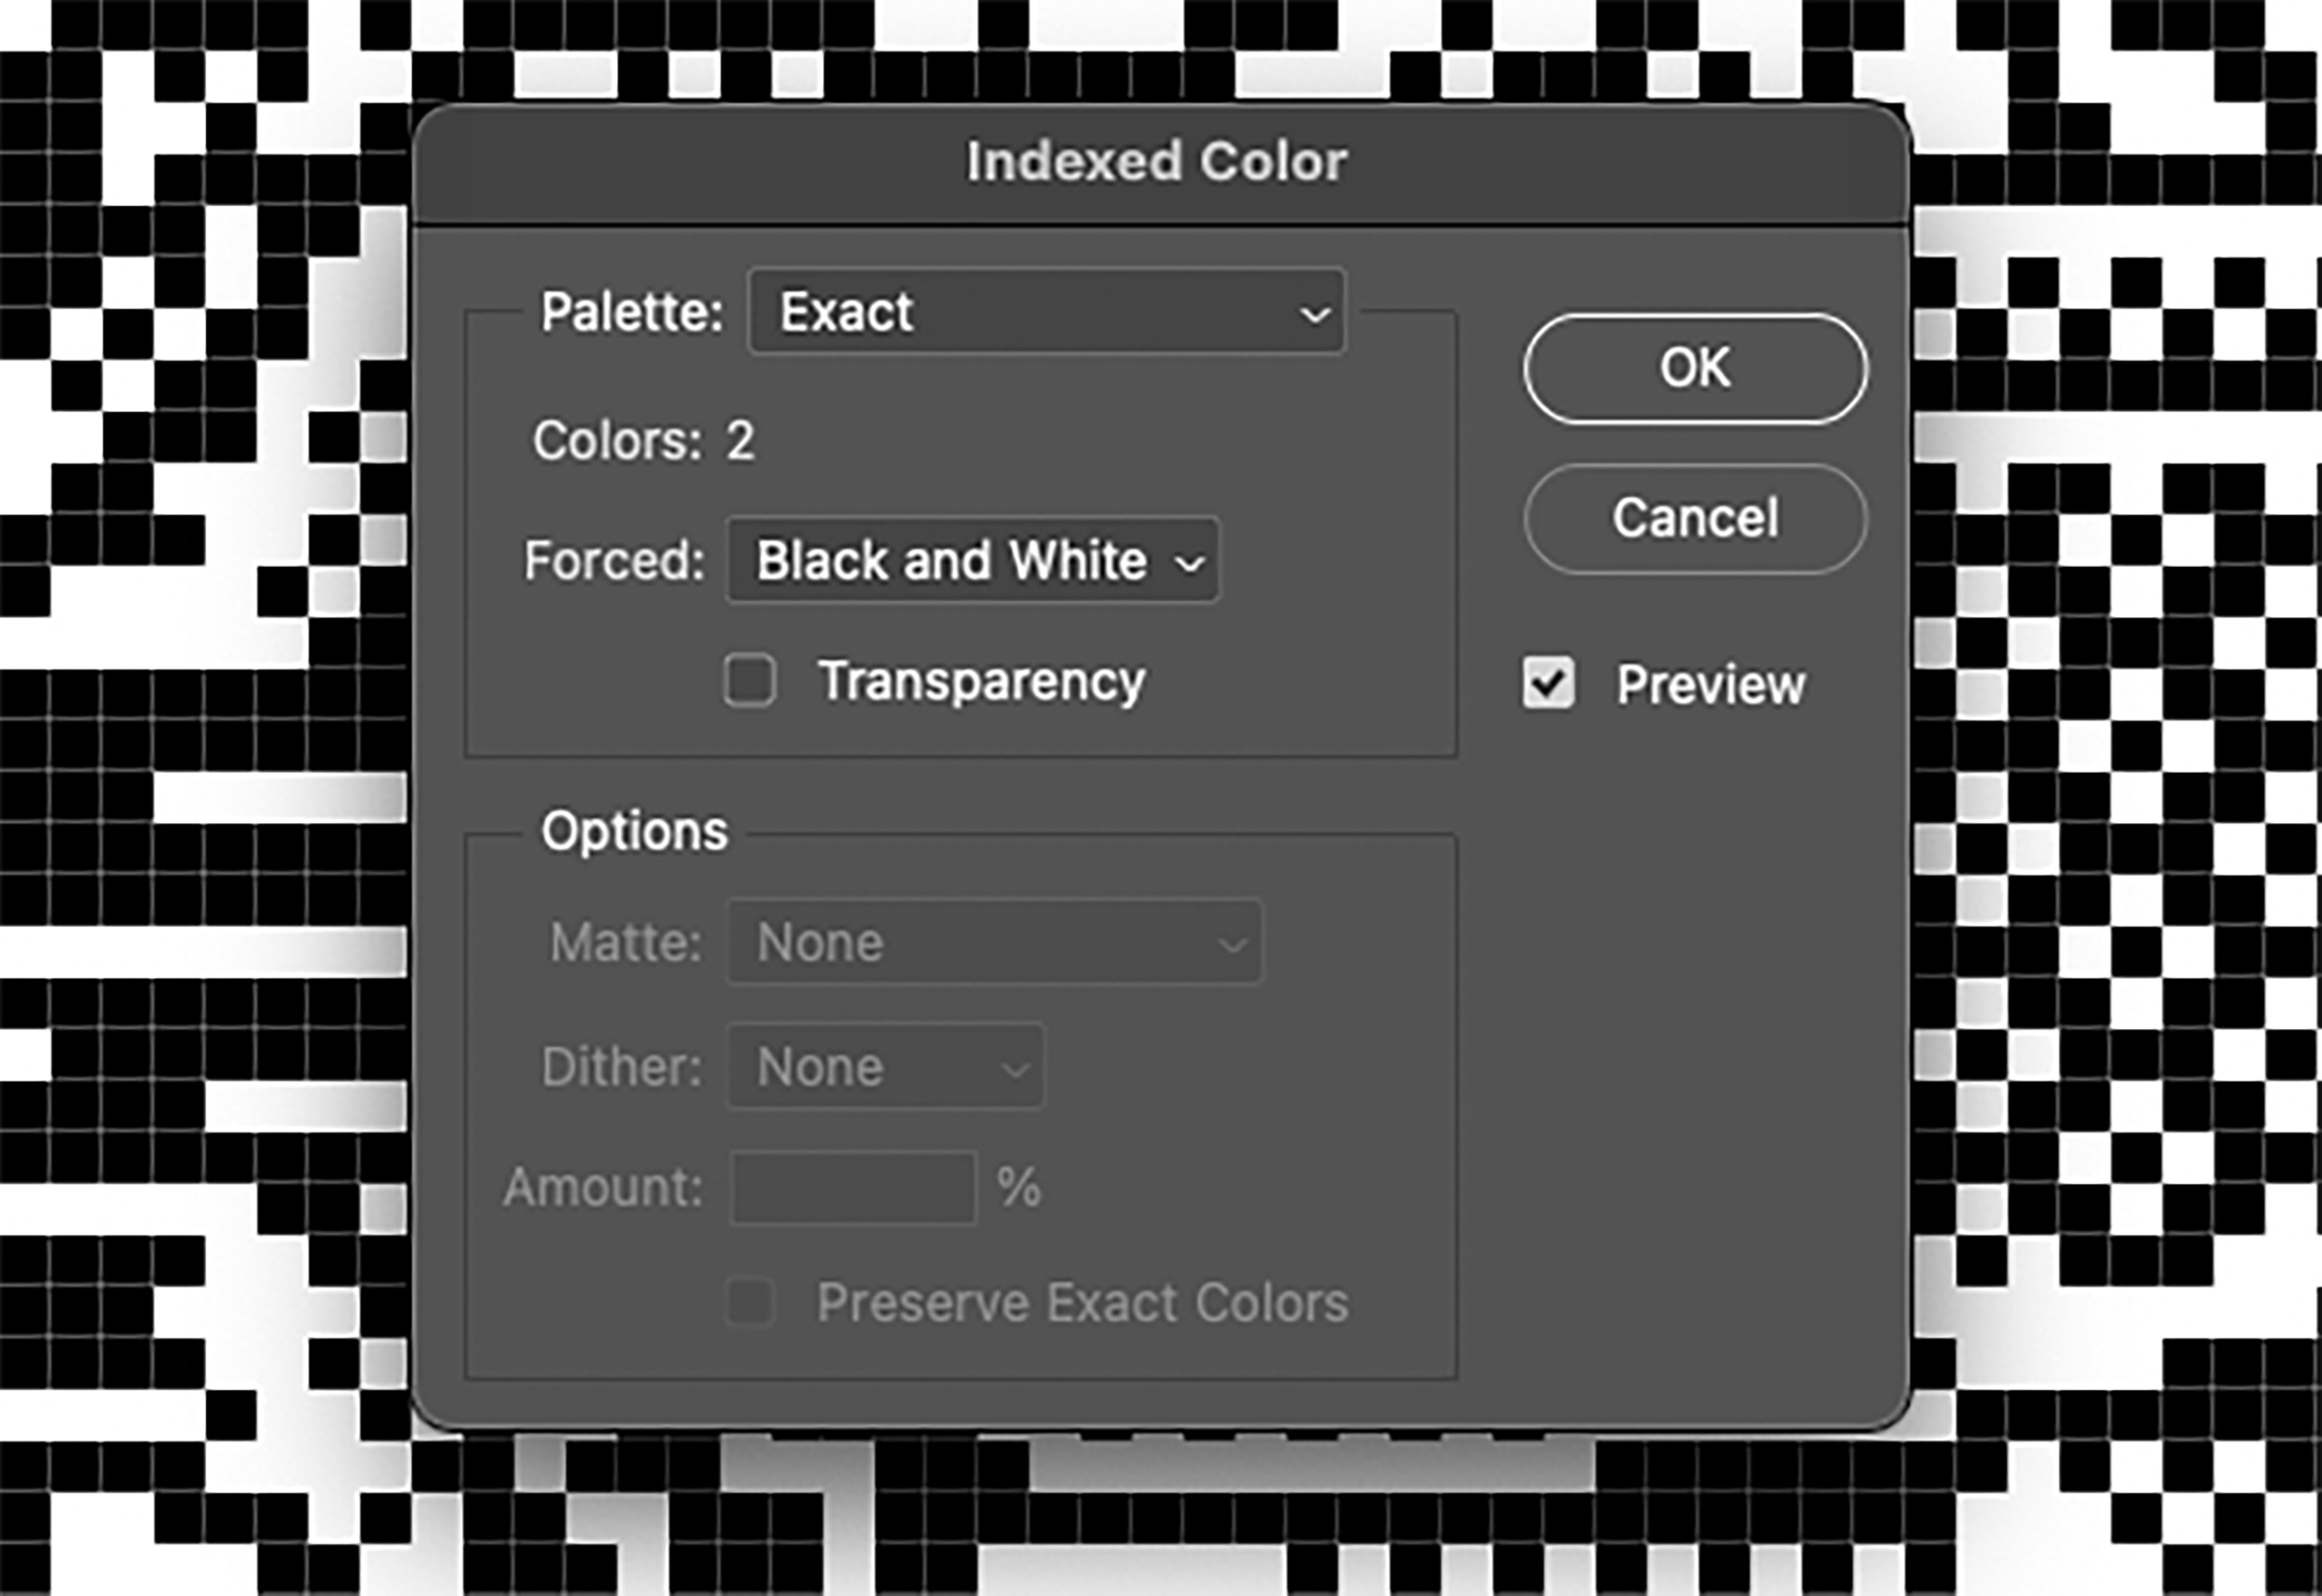 Indexed Color
Palette: Exact
OK
Colors: 2
Cancel
Forced: Black and White
Transparency
Preview
Options
Matte: None
Dither: None
Amount: %
Preserve Exact Colors